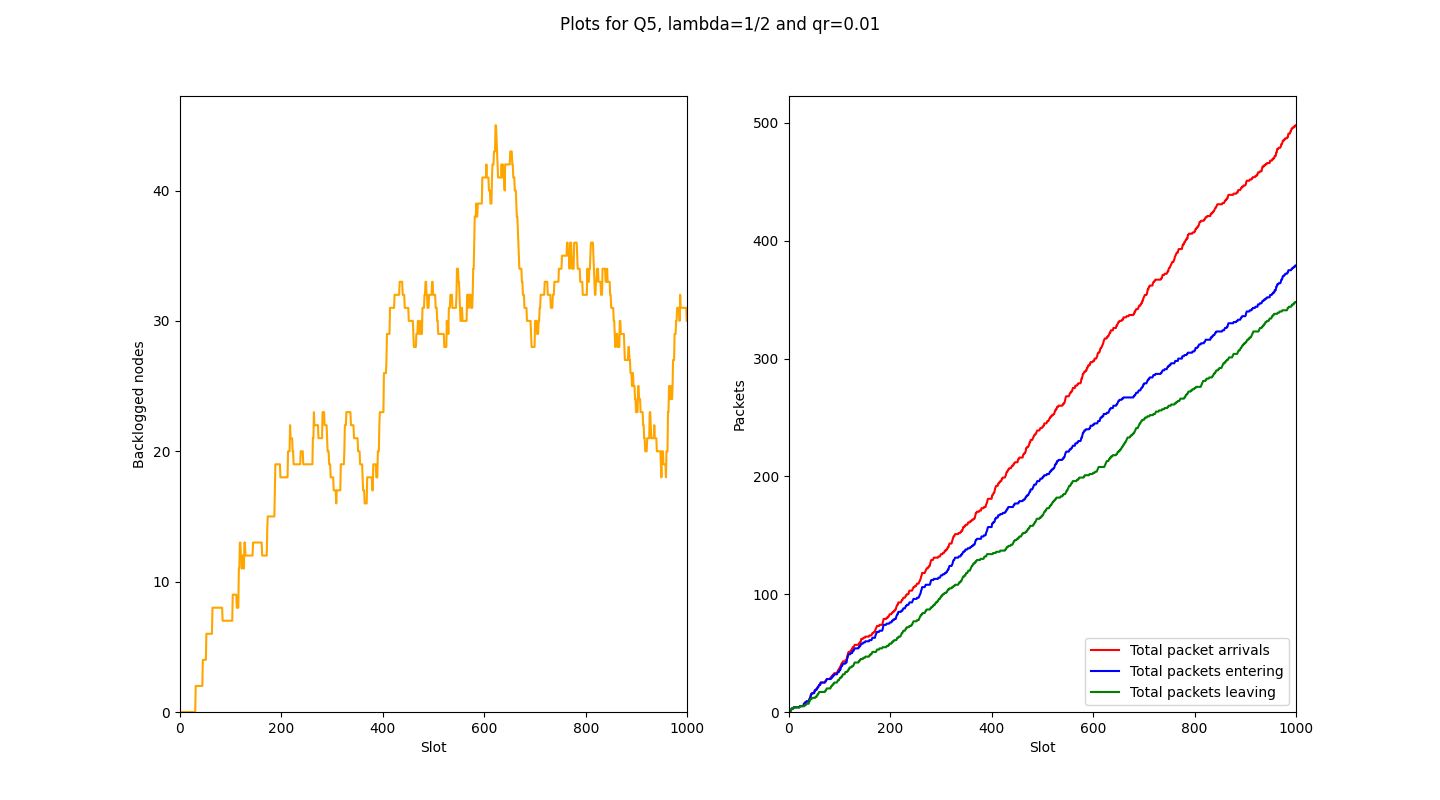 Plots for Q5, lambda=1/2 and qr=0.01
Backlogged nodes
40
30
20
10
0
0 200 400 600 800 1000
Slot
Packets
500
400
300
200
100
0
0 200 400 600 800 1000
Slot
Total packet arrivals
Total packets entering
Total packets leaving